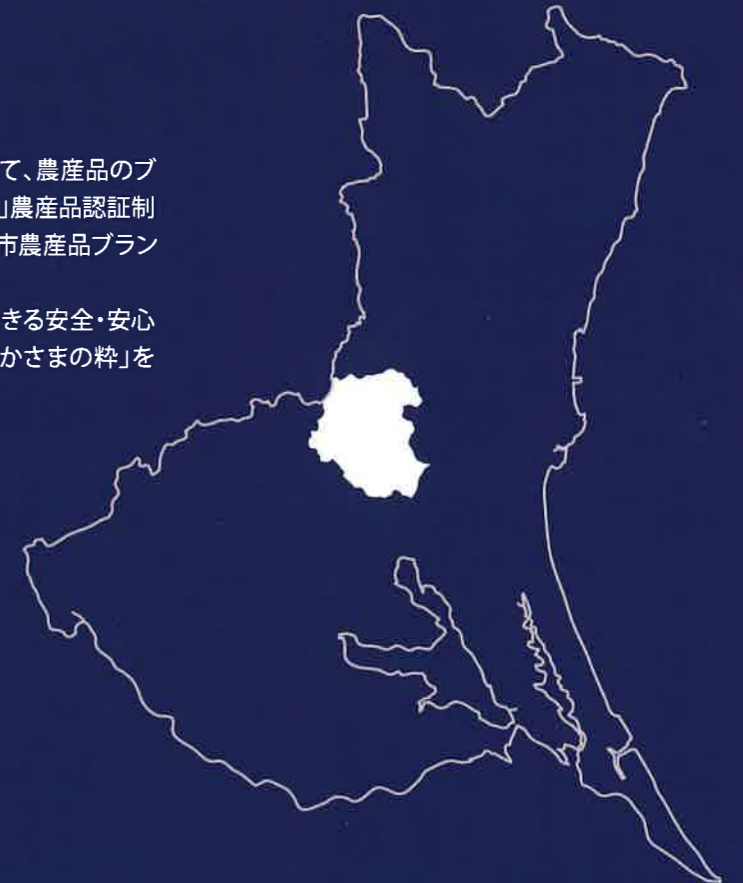 て、農産品のブ
」農産品認証制
市農産品ブラン
きる安全・安心
かさまの粋」を